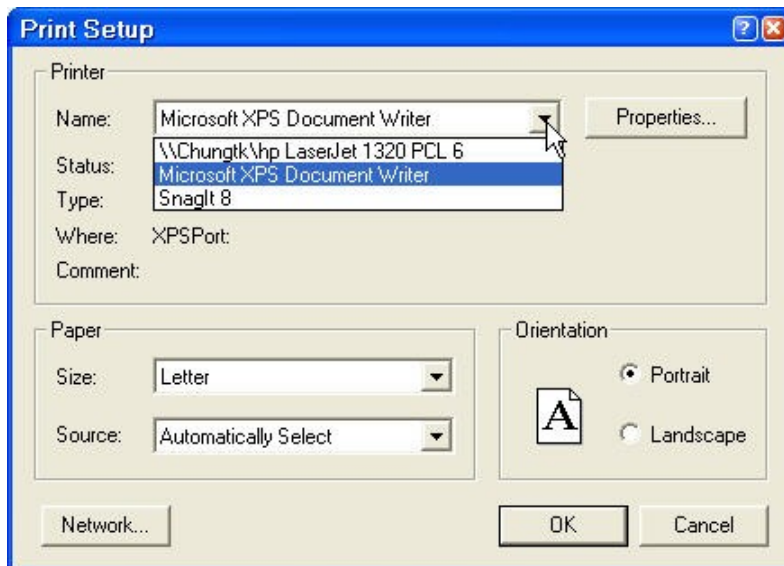 Print Setup
Printer
Name: Microsoft XPS Document Writer Properties...
\\Chungtk\hp LaserJet 1320 PCL 6
Status: Microsoft XPS Document Writer
Type: SnagIt 8
Where: XPSPort:
Comment:
Paper
Size: Letter
Source: Automatically Select
Orientation
A
Portrait
Landscape
Network... OK Cancel